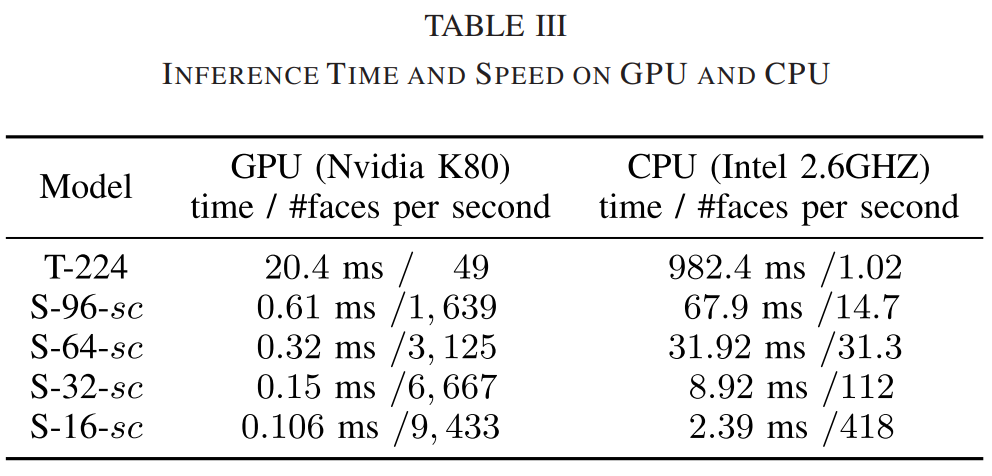 TABLE III
INFERENCE TIME AND SPEED ON GPU AND CPU
Model GPU (Nvidia K80) CPU (Intel 2.6GHZ)
time / #faces per second time / #faces per second
T-224 20.4 ms / 49 982.4 ms /1.02
S-96-sc 0.61 ms /1, 639 67.9 ms /14.7
S-64-sc 0.32 ms /3, 125 31.92 ms /31.3
S-32-sc 0.15 ms /6, 667 8.92 ms /112
S-16-sc 0.106 ms /9, 433 2.39 ms /418